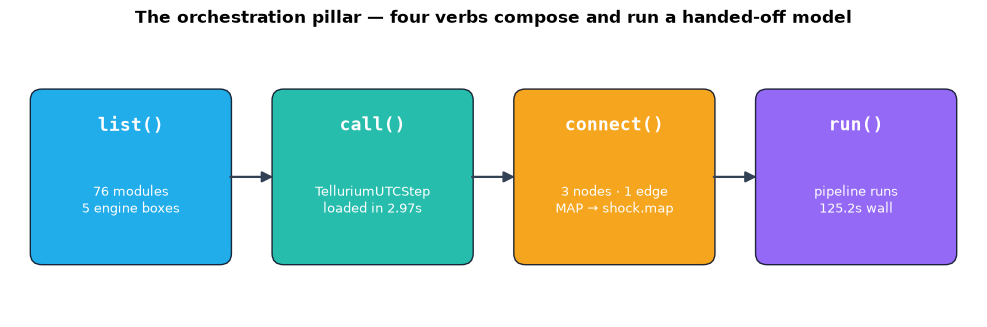 The orchestration pillar — four verbs compose and run a handed-off model
list()
76 modules
5 engine boxes
call()
TelluriumUTCStep
loaded in 2.97s
connect()
3 nodes · 1 edge
MAP → shock.map
run()
pipeline runs
125.2s wall